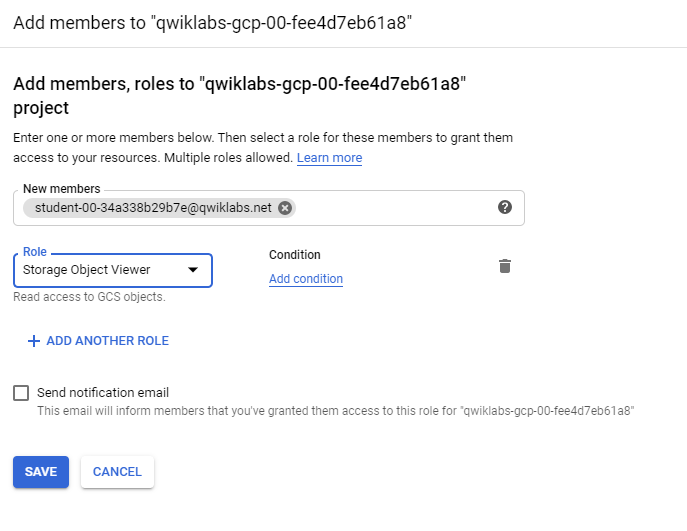 Add members to "qwiklabs-gcp-00-fee4d7eb61a8"
Add members, roles to "qwiklabs-gcp-00-fee4d7eb61a8"
project
Enter one or more members below. Then select a role for these members to grant them
access to your resources. Multiple roles allowed. Learn more
New members
student-00-34a338b29b7e@qwiklabs.net
Role
Storage Object Viewer
Read access to GCS objects.
Condition
Add condition
ADD ANOTHER ROLE
Send notification email
This email will inform members that you've granted them access to this role for "qwiklabs-gcp-00-fee4d7eb61a8"
SAVE
CANCEL